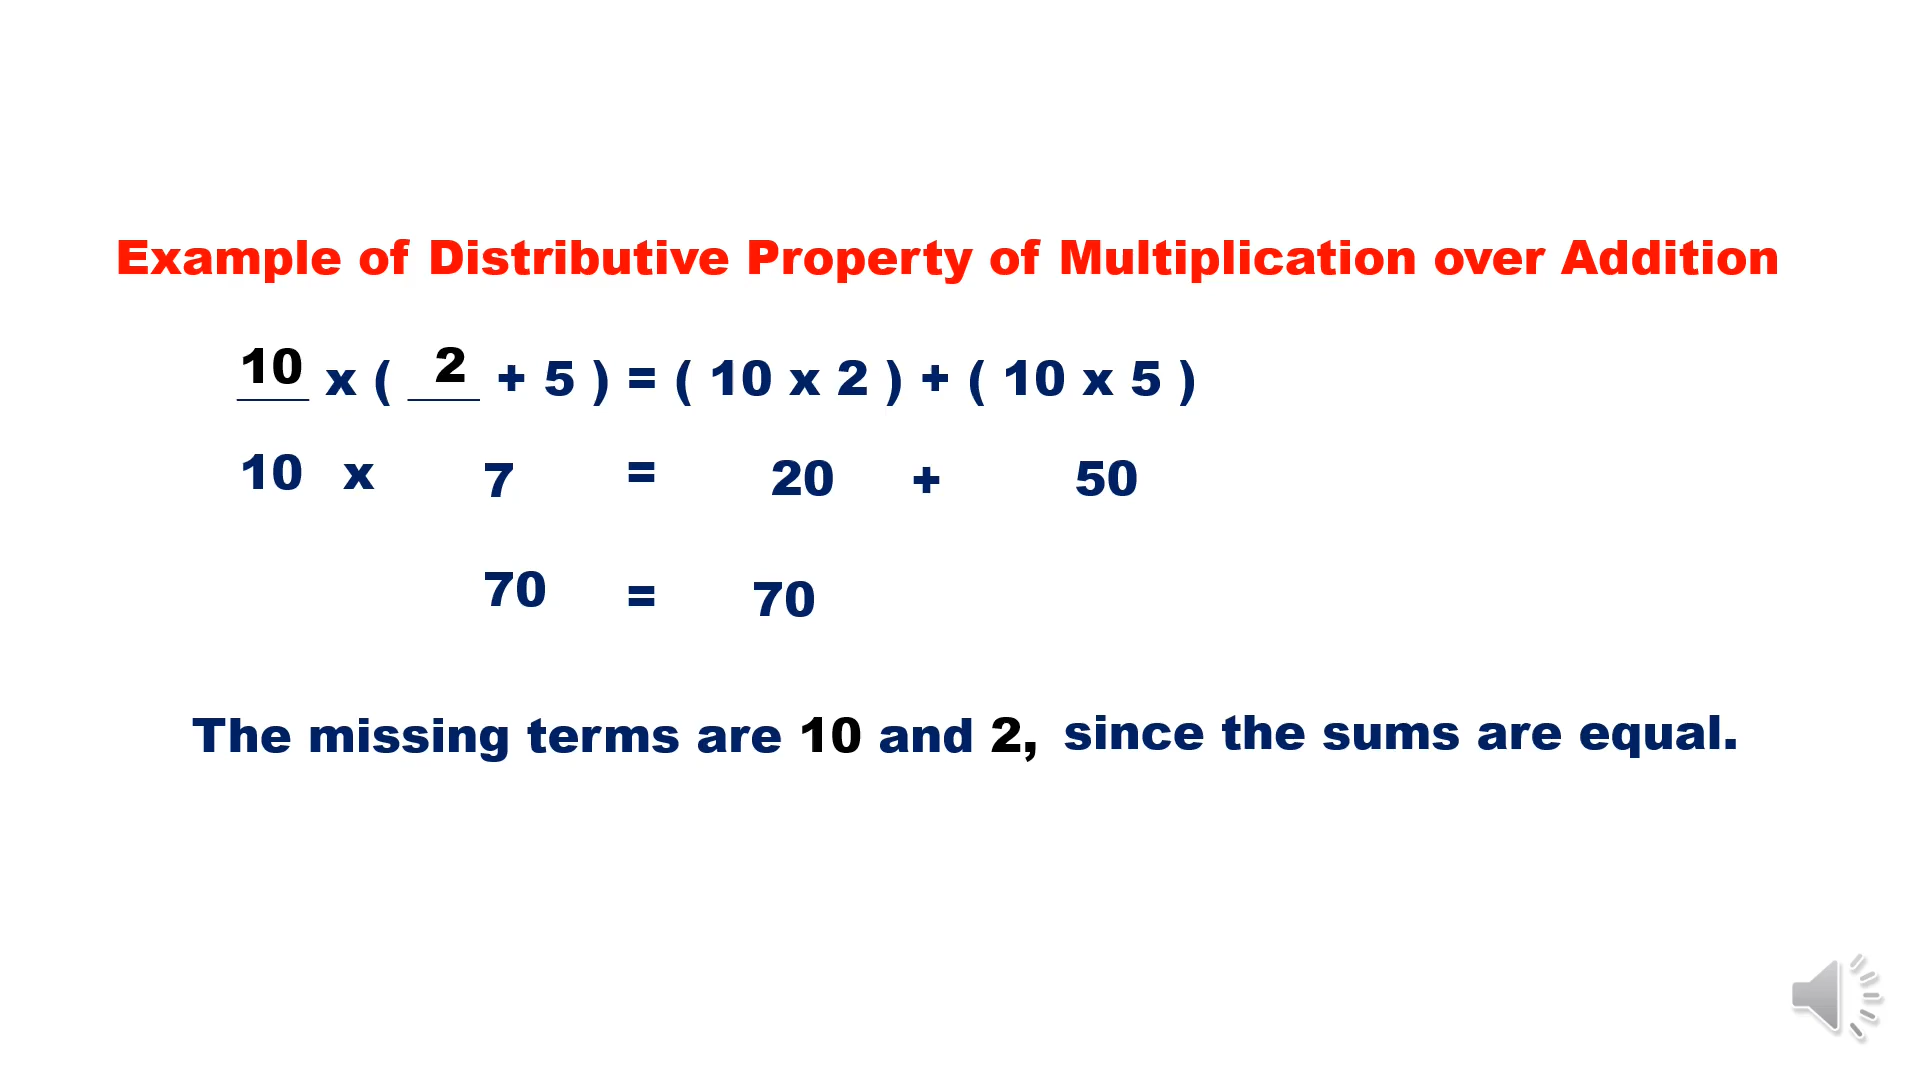 Example of Distributive Property of Multiplication over Addition
10 x ( 2 + 5 ) = ( 10 x 2 ) + ( 10 x 5 )
10 x 7 = 20 + 50
70 = 70
The missing terms are 10 and 2, since the sums are equal.